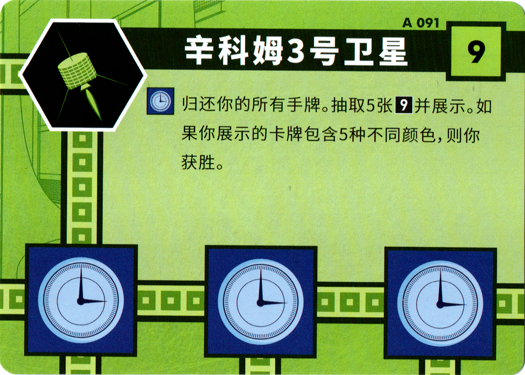 A 091
辛科姆3号卫星
9
归还你的所有手牌。抽取5张9并展示。如
果你展示的卡牌包含5种不同颜色,则你
获胜。